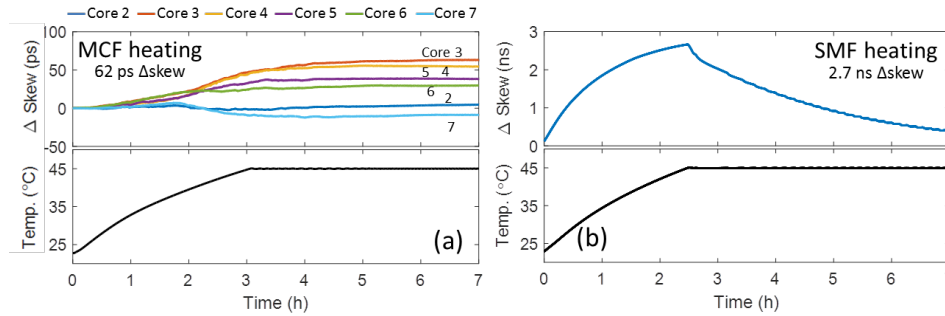 Core 2 Core 3 Core 4 Core 5 Core 6 Core 7
Δ Skew (ps)
100
50
0
-50
MCF heating
62 ps Δskew
Core 3
5 4
6
2
7
Temp. (°C)
45
35
25
(a)
0 1 2 3 4 5 6 7
Time (h)
Δ Skew (ns)
3
2
1
0
SMF heating
2.7 ns Δskew
Temp. (°C)
45
35
25
(b)
0 1 2 3 4 5 6
Time (h)